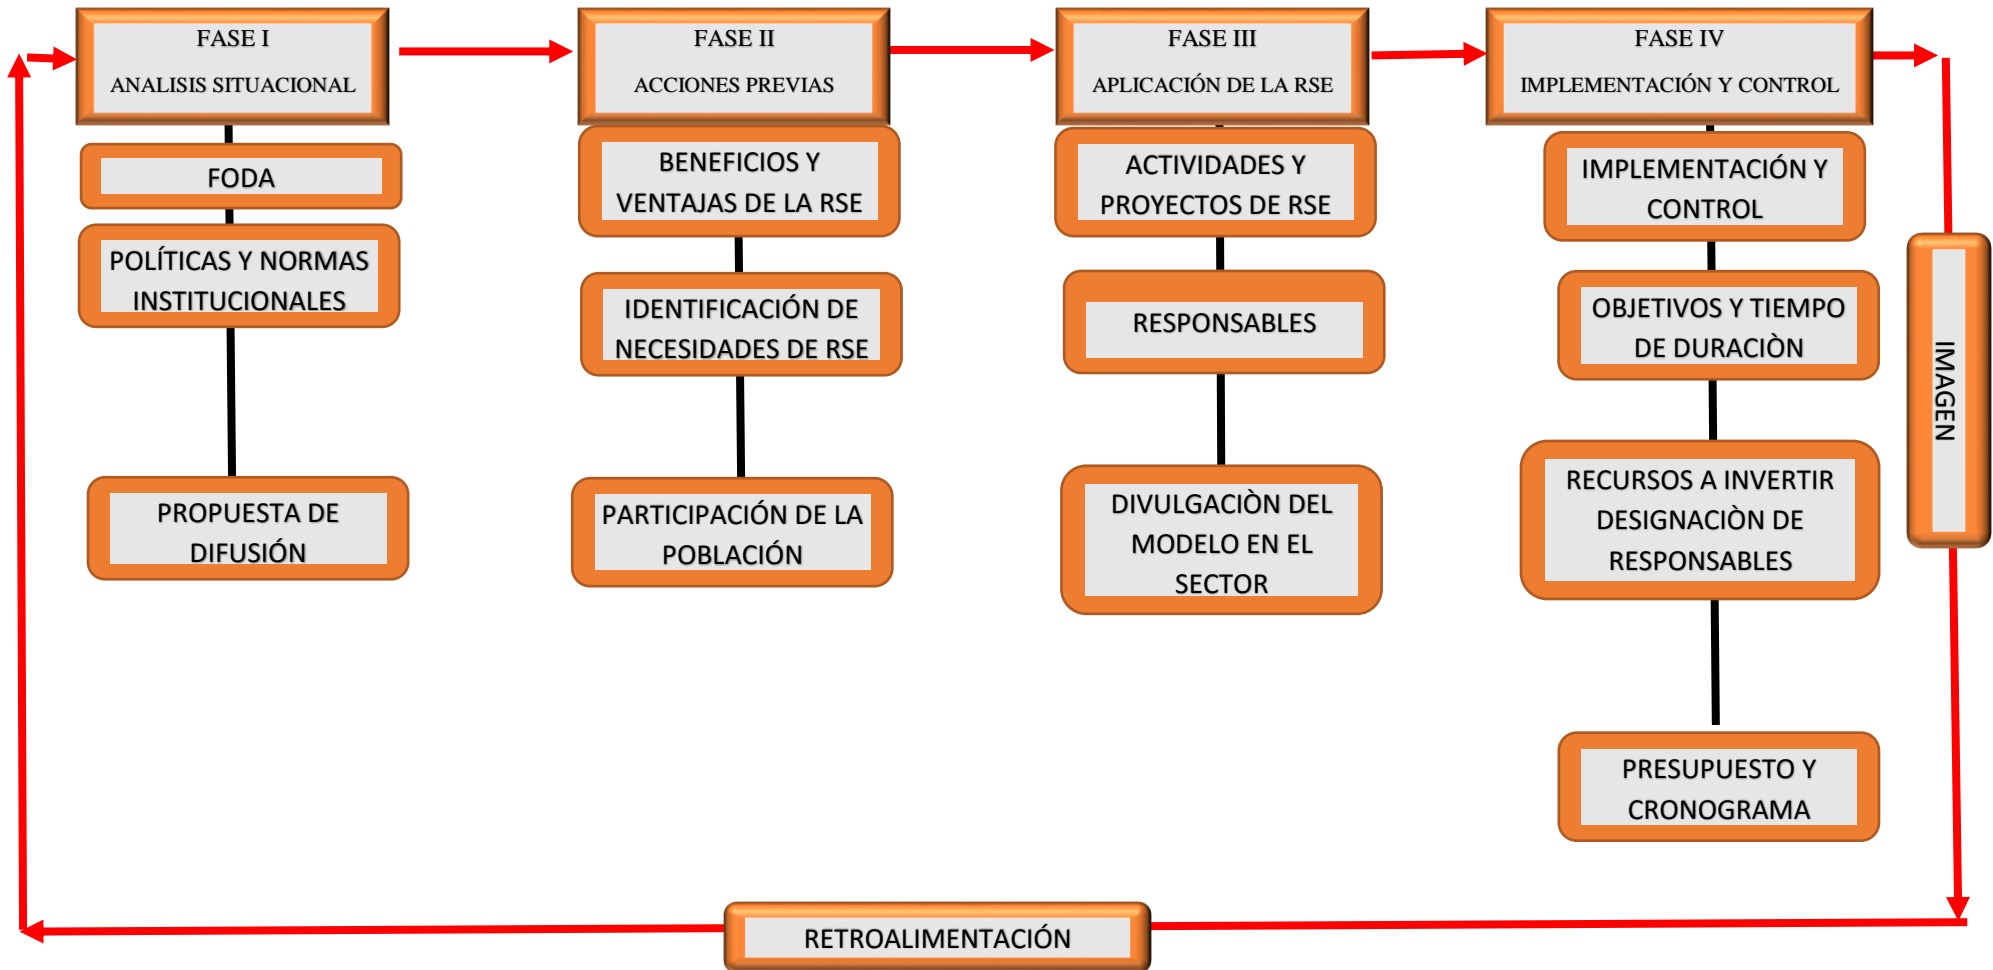 FASE I
ANALISIS SITUACIONAL
FODA
POLÍTICAS Y NORMAS
INSTITUCIONALES
PROPUESTA DE
DIFUSIÓN
FASE II
ACCIONES PREVIAS
BENEFICIOS Y
VENTAJAS DE LA RSE
IDENTIFICACIÓN DE
NECESIDADES DE RSE
PARTICIPACIÓN DE LA
POBLACIÓN
FASE III
APLICACIÓN DE LA RSE
ACTIVIDADES Y
PROYECTOS DE RSE
RESPONSABLES
DIVULGACIÒN DEL
MODELO EN EL
SECTOR
FASE IV
IMPLEMENTACIÓN Y CONTROL
IMPLEMENTACIÓN Y
CONTROL
OBJETIVOS Y TIEMPO
DE DURACIÒN
RECURSOS A INVERTIR
DESIGNACIÒN DE
RESPONSABLES
PRESUPUESTO Y
CRONOGRAMA
IMAGEN
RETROALIMENTACIÓN